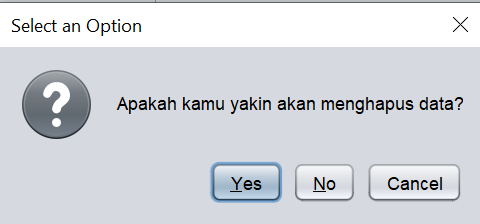 Select an Option
Apakah kamu yakin akan menghapus data?
Yes No Cancel